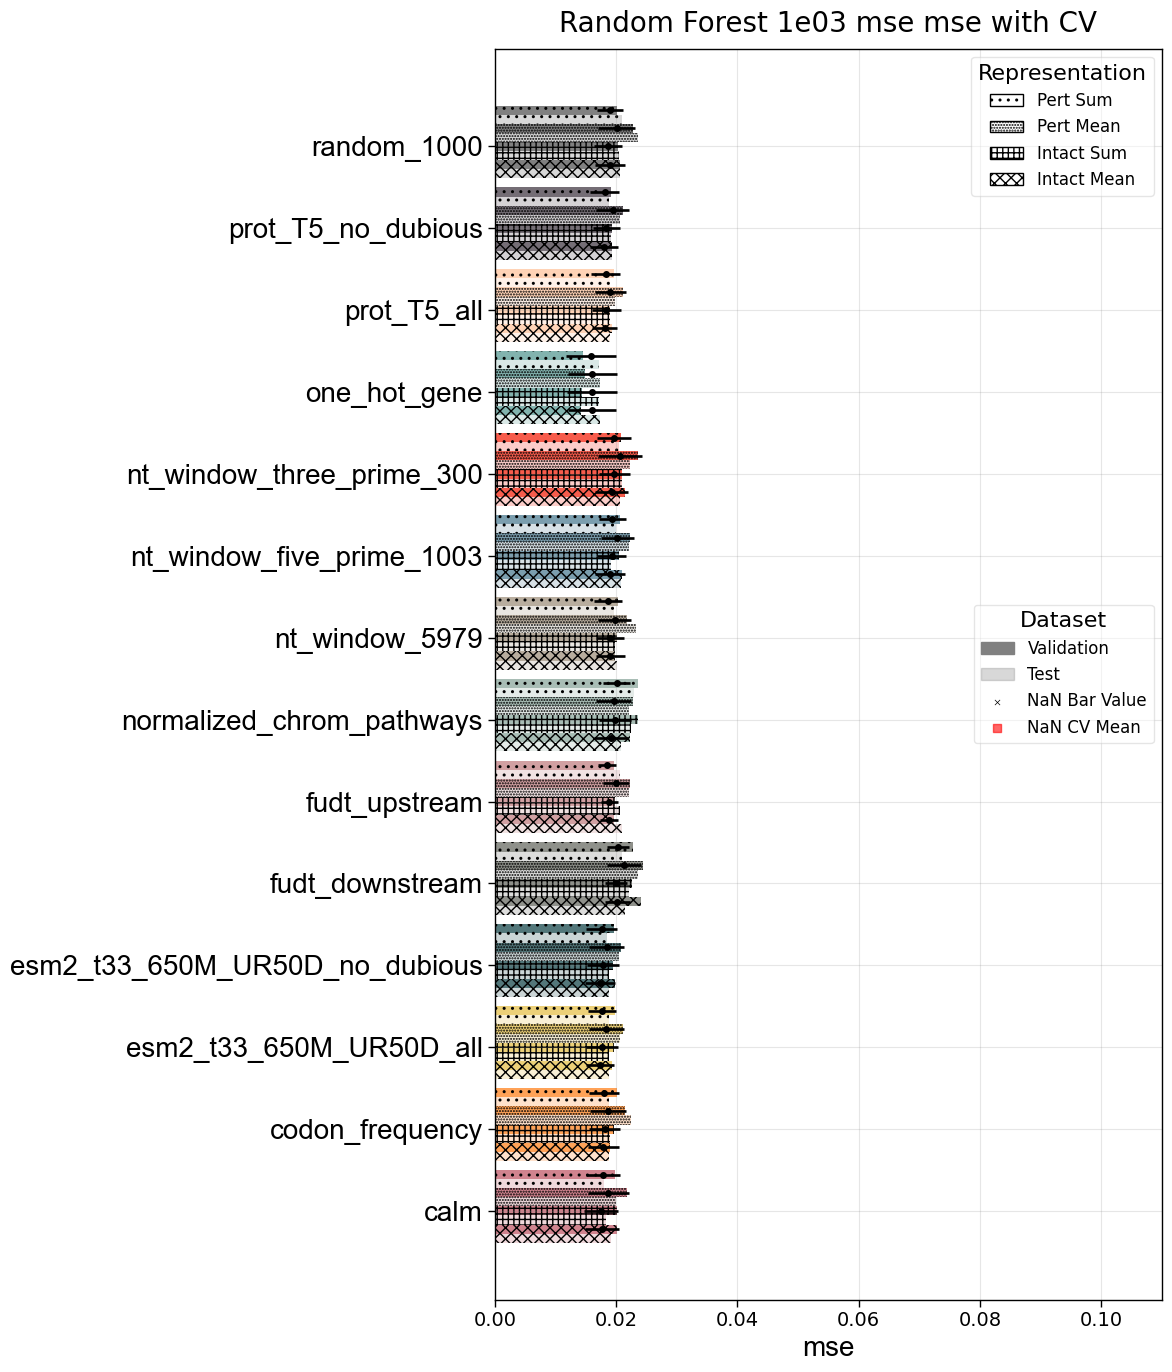 Random Forest 1e03 mse mse with CV
Representation
Pert Sum
Pert Mean
Intact Sum
Intact Mean
random_1000
prot_T5_no_dubious
prot_T5_all
one_hot_gene
nt_window_three_prime_300
nt_window_five_prime_1003
nt_window_5979
normalized_chrom_pathways
fudt_upstream
fudt_downstream
esm2_t33_650M_UR50D_no_dubious
esm2_t33_650M_UR50D_all
codon_frequency
calm
Dataset
Validation
Test
NaN Bar Value
NaN CV Mean
0.00 0.02 0.04 0.06 0.08 0.10
mse